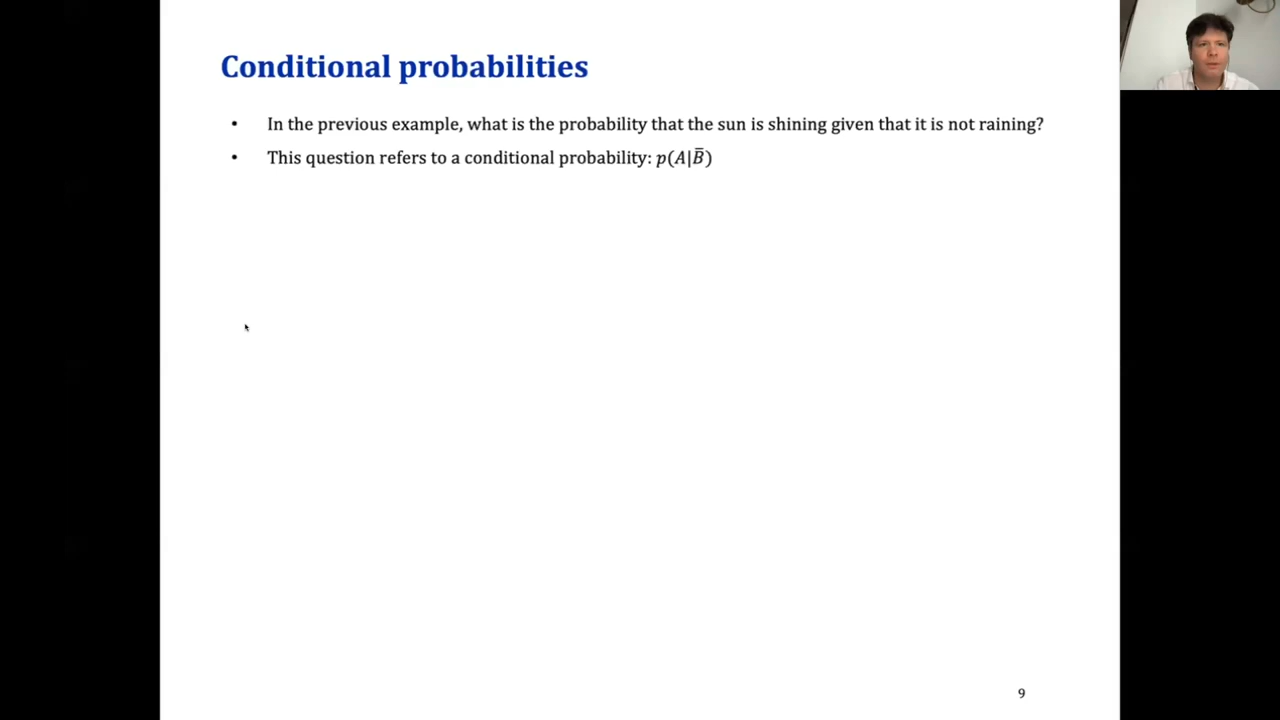 Conditional probabilities
• In the previous example, what is the probability that the sun is shining given that it is not raining?
• This question refers to a conditional probability: p(A|B̅)
9